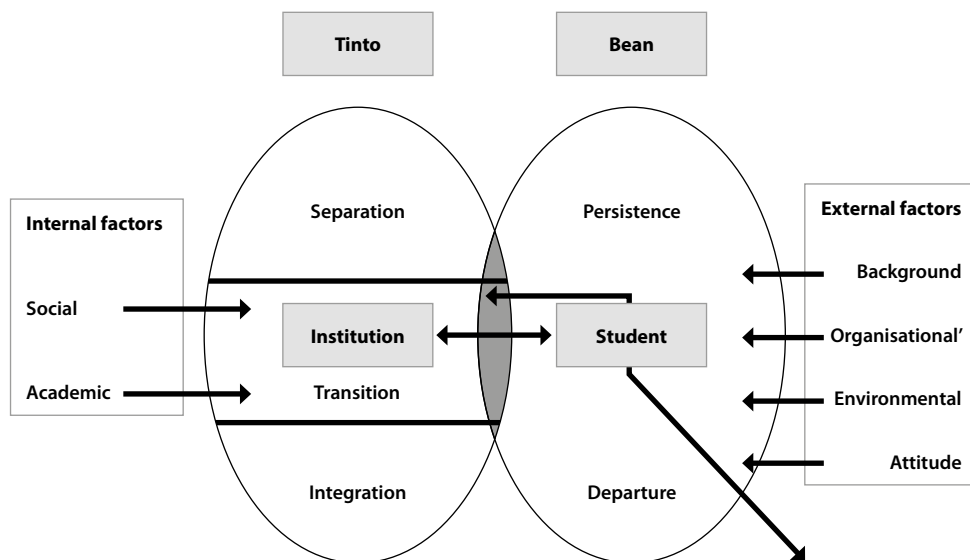 Tinto
Bean
Internal factors
Social
Academic
Separation
Institution
Transition
Integration
Persistence
Student
Departure
External factors
Background
Organisational’
Environmental
Attitude